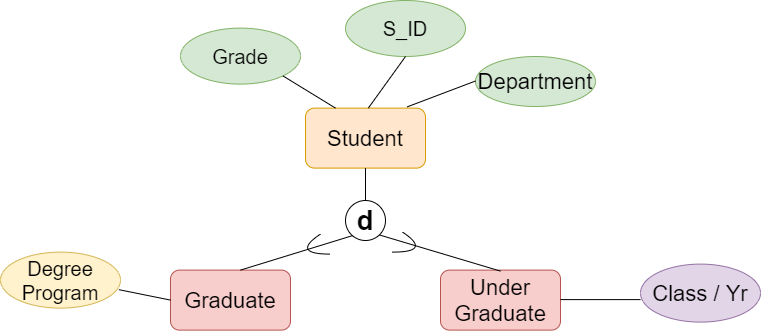 S_ID
Grade
Department
Student
d
Degree
Program
Graduate
Under
Graduate
Class / Yr